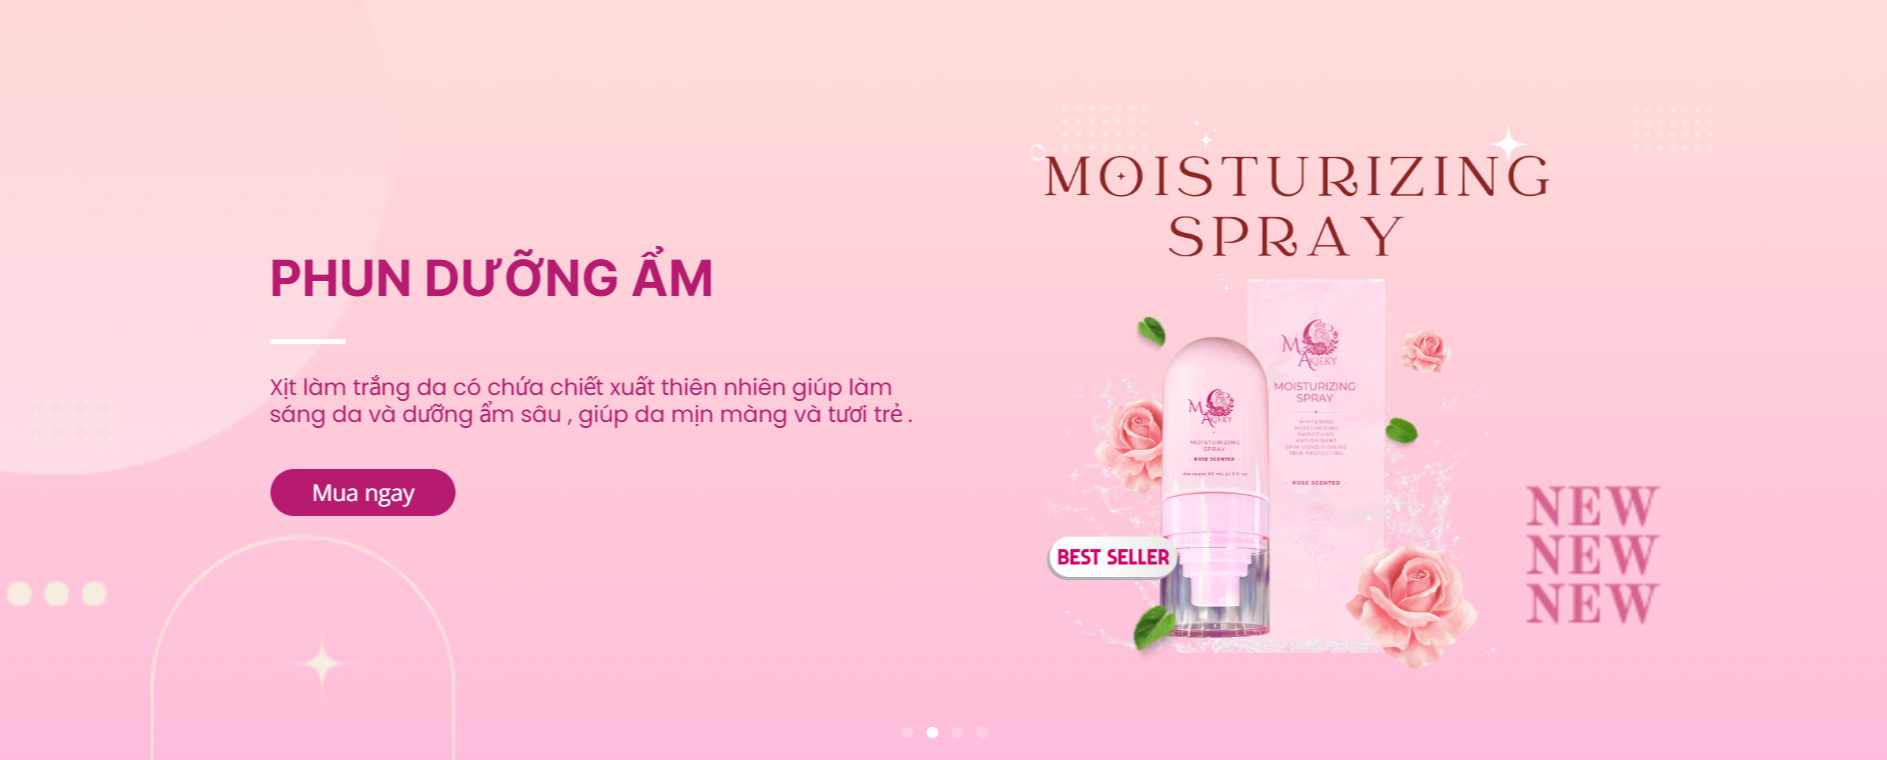 PHUN DƯỠNG ẨM
Xịt làm trắng da có chứa chiết xuất thiên nhiên giúp làm
sáng da và dưỡng ẩm sâu , giúp da mịn màng và tươi trẻ .
Mua ngay
MOISTURIZING
SPRAY
MAKJEKY
MOISTURIZING
SPRAY
WHITENING
MOISTURIZING
SMOOTHING
ANTIOXIDANT
SKIN CONDITIONING
SKIN PROTECTING
- ROSE SCENTED -
MAKJEKY
MOISTURIZING
SPRAY
- ROSE SCENTED -
BEST SELLER
NEW
NEW
NEW